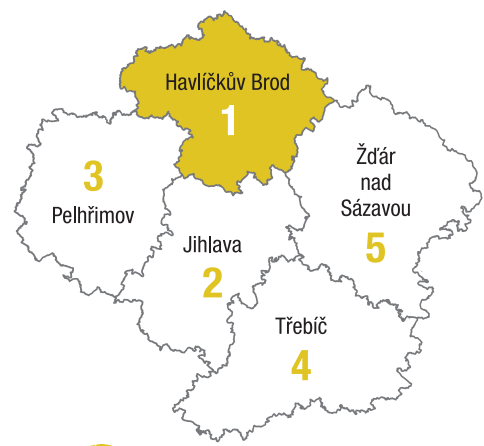 Havlíčkův Brod
1
3
Pelhřimov
Žďár
nad
Sázavou
5
Jihlava
2
Třebíč
4